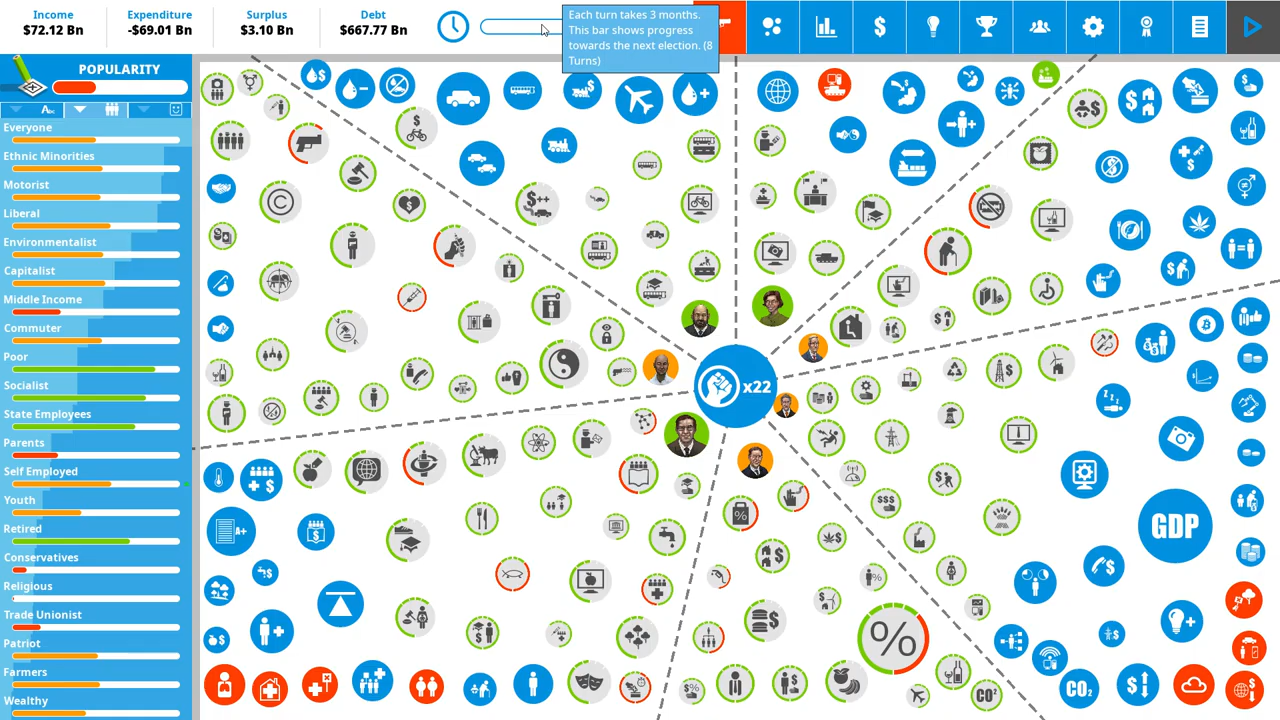 Income
Expenditure
Surplus
Debt
$72.12 Bn
-$69.01 Bn
$3.10 Bn
$667.77 Bn
Each turn takes 3 months.
This bar shows progress
towards the next election. (8
Turns)
POPULARITY
Everyone
Ethnic Minorities
Motorist
Liberal
Environmentalist
Capitalist
Middle Income
Commuter
Poor
Socialist
State Employees
Parents
Self Employed
Youth
Retired
Conservatives
Religious
Trade Unionist
Patriot
Farmers
Wealthy
x22
GDP
CO²
CO²